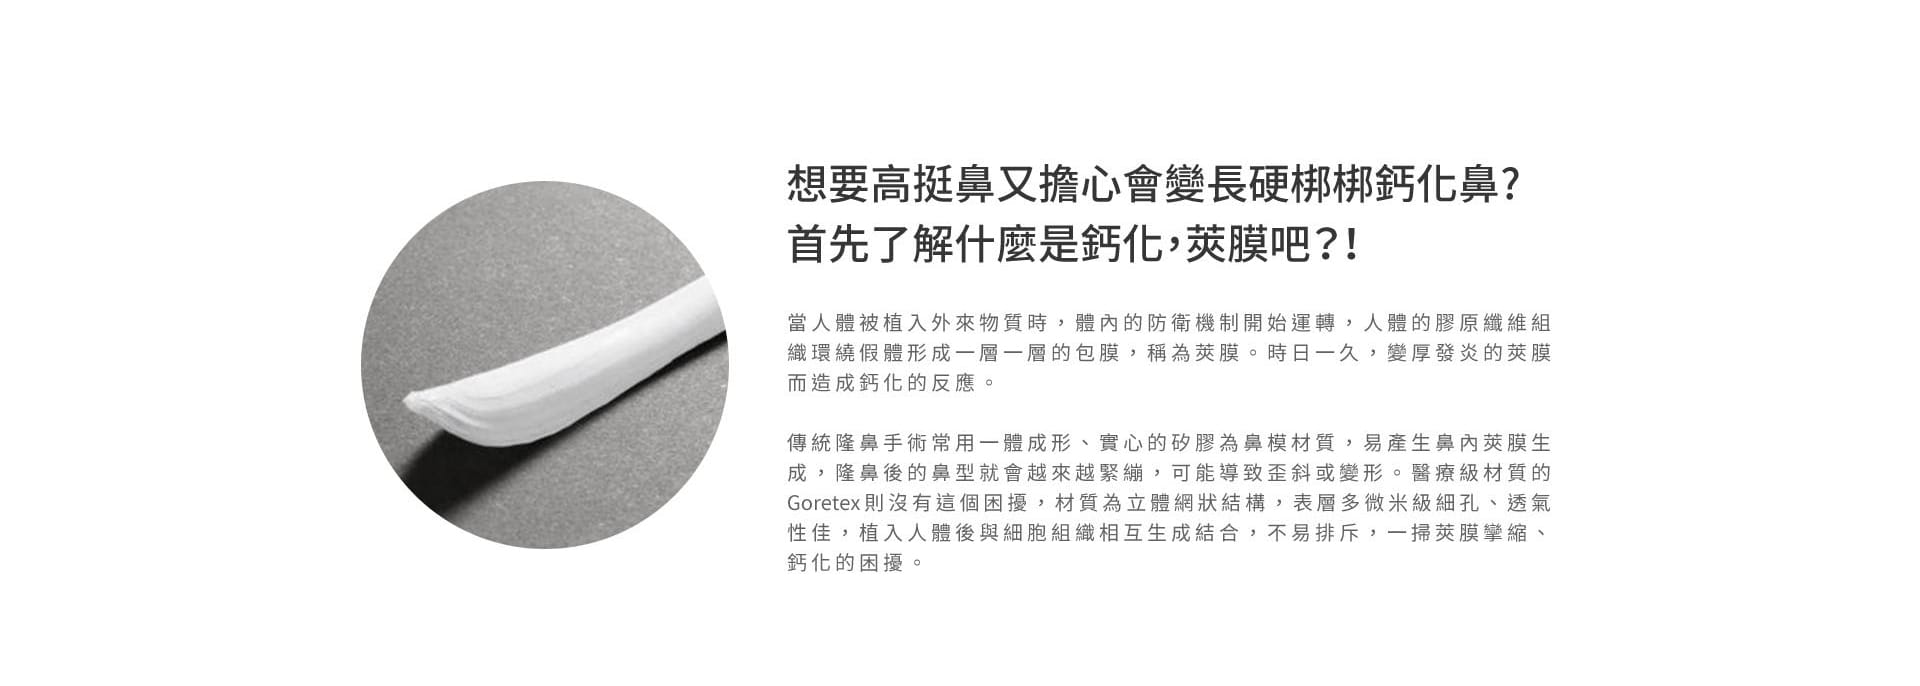 想要高挺鼻又擔心會變長硬梆梆鈣化鼻?
首先了解什麼是鈣化，莢膜吧？！
當人體被植入外來物質時，體內的防衛機制開始運轉，人體的膠原纖維組
織環繞假體形成一層一層的包膜，稱為莢膜。時日一久，變厚發炎的莢膜
而造成鈣化的反應。
傳統隆鼻手術常用一體成形、實心的矽膠為鼻模材質，易產生鼻內莢膜生
成，隆鼻後的鼻型就會越來越緊繃，可能導致歪斜或變形。醫療級材質的
Goretex則沒有這個困擾，材質為立體網狀結構，表層多微米級細孔、透氣
性佳，植入人體後與細胞組織相互生成結合，不易排斥，一掃莢膜攣縮、
鈣化的困擾。